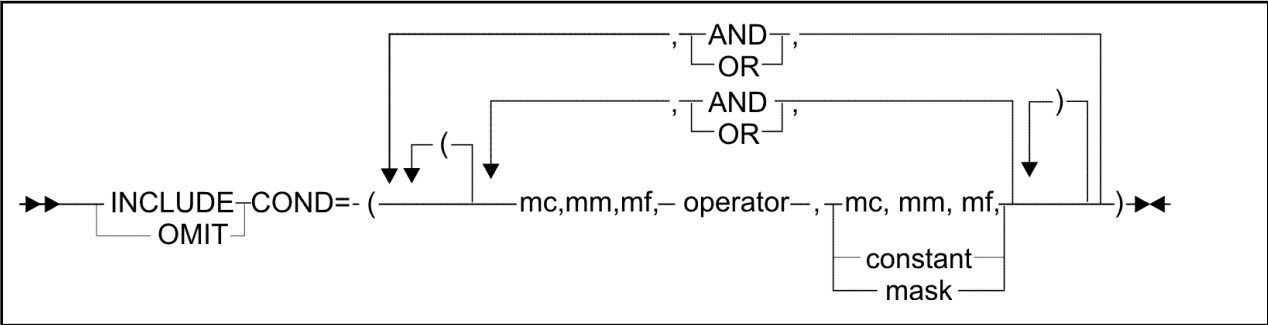 , AND ,
OR
, AND , )
OR
(
INCLUDE COND=- ( mc,mm,mf, operator , mc, mm, mf, )
OMIT
constant
mask